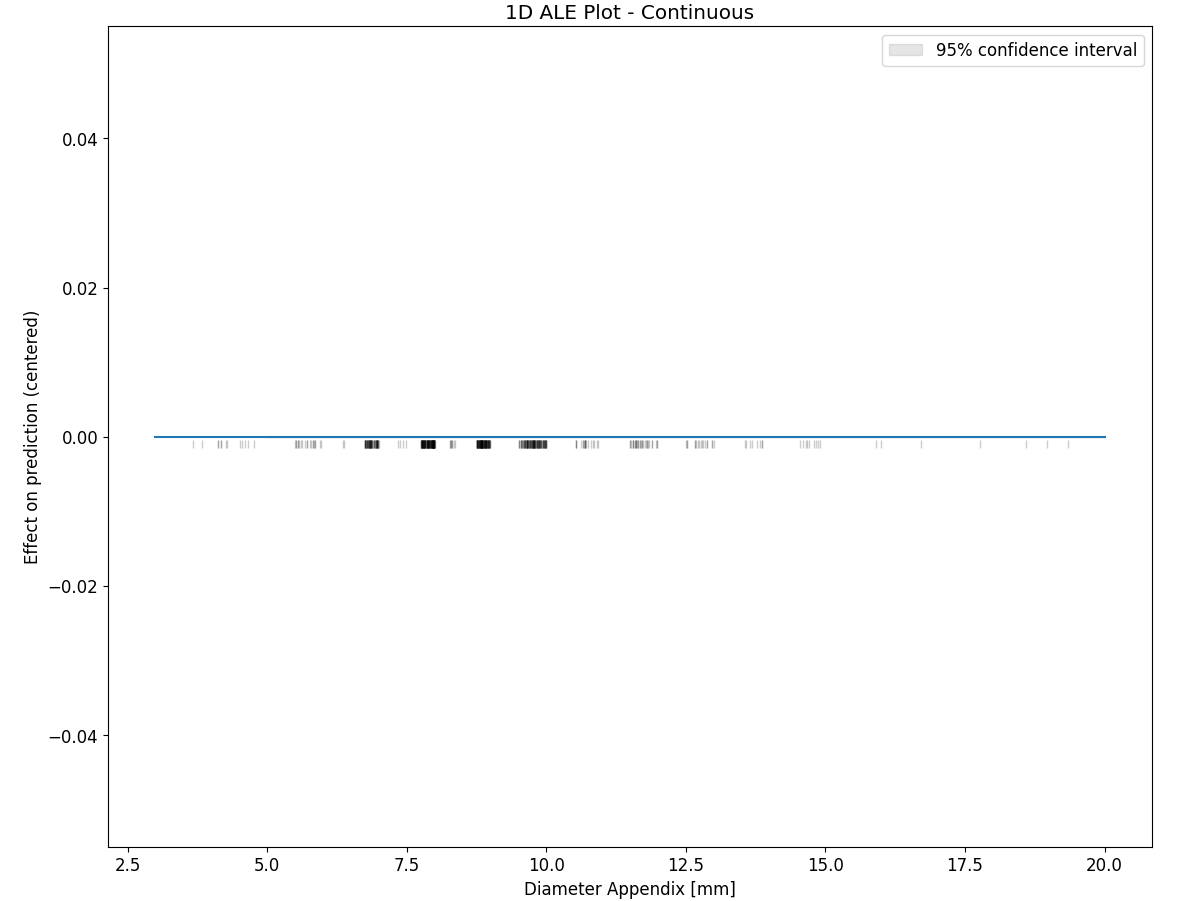 1D ALE Plot - Continuous
95% confidence interval
0.04
0.02
0.00
−0.02
−0.04
Effect on prediction (centered)
2.5 5.0 7.5 10.0 12.5 15.0 17.5 20.0
Diameter Appendix [mm]